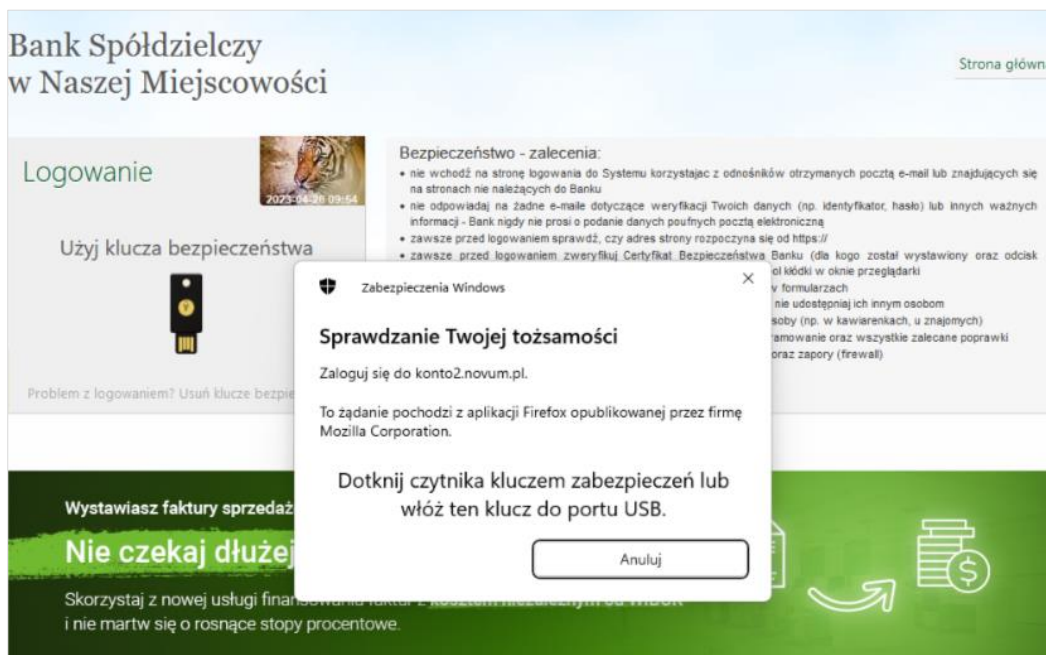 Bank Spółdzielczy
w Naszej Miejscowości
Strona główn
Logowanie
2023-04-26 09:54
Użyj klucza bezpieczeństwa
Problem z logowaniem? Usuń klucze bezpie
Bezpieczeństwo - zalecenia:
• nie wchodź na stronę logowania do Systemu korzystajac z odnośników otrzymanych pocztą e-mail lub znajdujących się
na stronach nie należących do Banku
• nie odpowiadaj na żadne e-maile dotyczące weryfikacji Twoich danych (np. identyfikator, hasło) lub innych ważnych
informacji - Bank nigdy nie prosi o podanie danych poufnych pocztą elektroniczną
• zawsze przed logowaniem sprawdź, czy adres strony rozpoczyna się od https://
• zawsze przed logowaniem zweryfikuj Certyfikat Bezpieczeństwa Banku (dla kogo został wystawiony oraz odcisk
ol kłódki w oknie przeglądarki
v formularzach
nie udostępniaj ich innym osobom
soby (np. w kawiarenkach, u znajomych)
ramowanie oraz wszystkie zalecane poprawki
oraz zapory (firewall)
Zabezpieczenia Windows
Sprawdzanie Twojej tożsamości
Zaloguj się do konto2.novum.pl.
To żądanie pochodzi z aplikacji Firefox opublikowanej przez firmę
Mozilla Corporation.
Dotknij czytnika kluczem zabezpieczeń lub
włóż ten klucz do portu USB.
Anuluj
Wystawiasz faktury sprzedaż
Nie czekaj dłużej
Skorzystaj z nowej usługi finansowania faktur z kosztem niezależnym od WIBOR
i nie martw się o rosnące stopy procentowe.